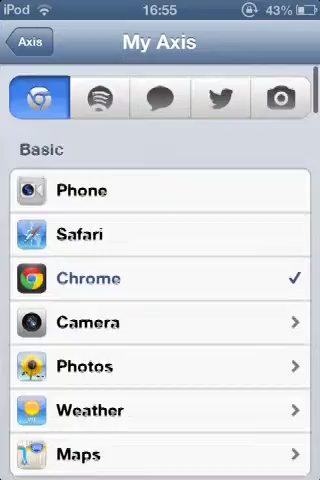 iPod 16:55 43%
Axis My Axis
Basic
Phone
Safari
Chrome
Camera
Photos
Weather
Maps